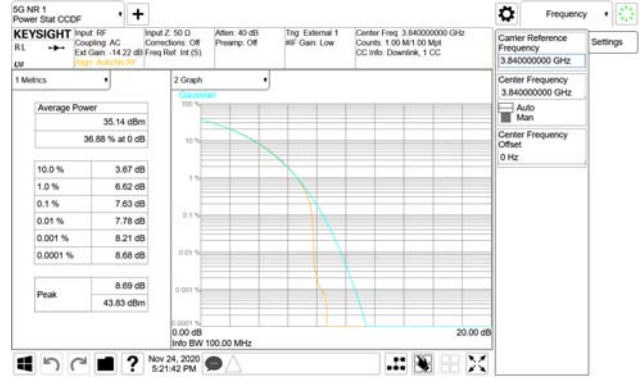 5G NR 1
Power Stat CCDF
Frequency
KEYSIGHT
RL
Input: RF
Coupling: AC
Ext Gain: -14.22 dB
Align: Auto/No RF
Input Z: 50 Ω
Corrections: Off
Freq Ref: Int (S)
Atten: 40 dB
Preamp: Off
Trig: External 1
#IF Gain: Low
Center Freq: 3.840000000 GHz
Counts: 1.00 M/1.00 Mpt
CC Info: Downlink, 1 CC
Carrier Reference
Frequency
3.840000000 GHz
Settings
Center Frequency
3.840000000 GHz
Auto
Man
Center Frequency
Offset
0 Hz
1 Metrics
Average Power
35.14 dBm
36.88 % at 0 dB
10.0 % 3.67 dB
1.0 % 6.62 dB
0.1 % 7.63 dB
0.01 % 7.78 dB
0.001 % 8.21 dB
0.0001 % 8.68 dB
Peak
8.69 dB
43.83 dBm
2 Graph
Gaussian
100 %
10 %
1 %
0.1 %
0.01 %
0.001 %
0.0001 %
0.00 dB
20.00 dB
Info BW 100.00 MHz
Nov 24, 2020
5:21:42 PM